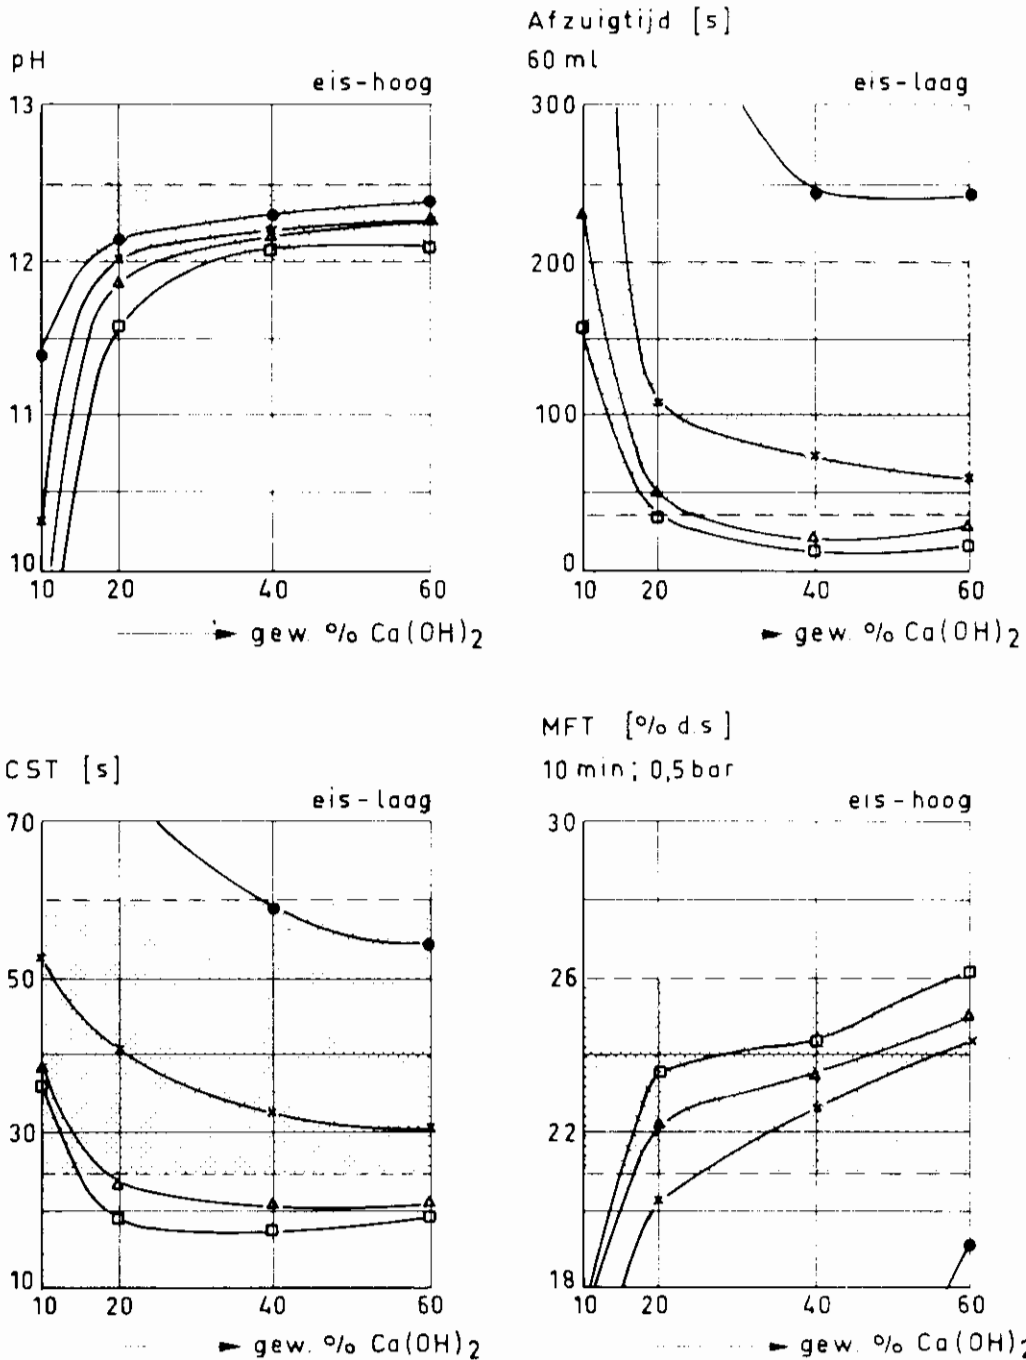 pH
eis-hoog
13
12
11
10
10 20 40 60
gew. % Ca(OH)2
Afzuigtijd [s]
60 ml
eis-laag
300
200
100
0
10 20 40 60
gew. % Ca(OH)2
CST [s]
eis-laag
70
50
30
10
10 20 40 60
gew. % Ca(OH)2
MFT [% d.s]
10 min; 0,5 bar
eis-hoog
30
26
22
18
10 20 40 60
gew. % Ca(OH)2